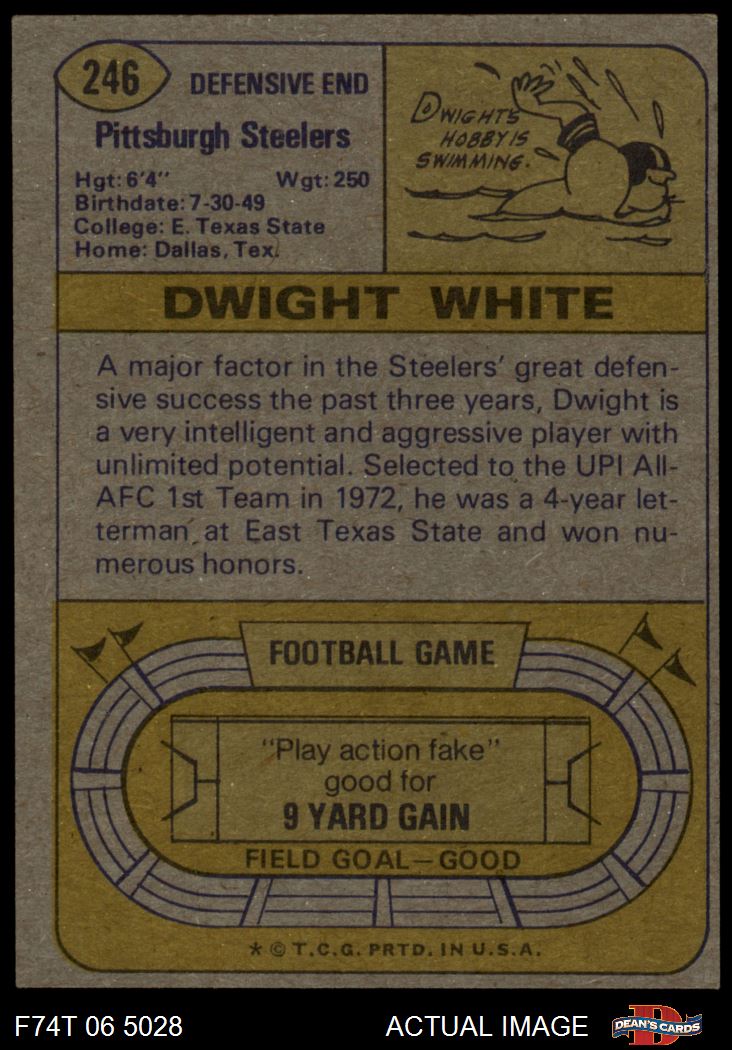 246
DEFENSIVE END
Pittsburgh Steelers
Hgt: 6'4" Wgt: 250
Birthdate: 7-30-49
College: E. Texas State
Home: Dallas, Tex.
DWIGHT'S
HOBBY IS
SWIMMING.
DWIGHT WHITE
A major factor in the Steelers' great defen-
sive success the past three years, Dwight is
a very intelligent and aggressive player with
unlimited potential. Selected to the UPI All-
AFC 1st Team in 1972, he was a 4-year let-
terman at East Texas State and won nu-
merous honors.
FOOTBALL GAME
"Play action fake"
good for
9 YARD GAIN
FIELD GOAL—GOOD
* © T.C.G. PRTD. IN U.S.A.
F74T 06 5028 ACTUAL IMAGE
D
DEAN'S CARDS